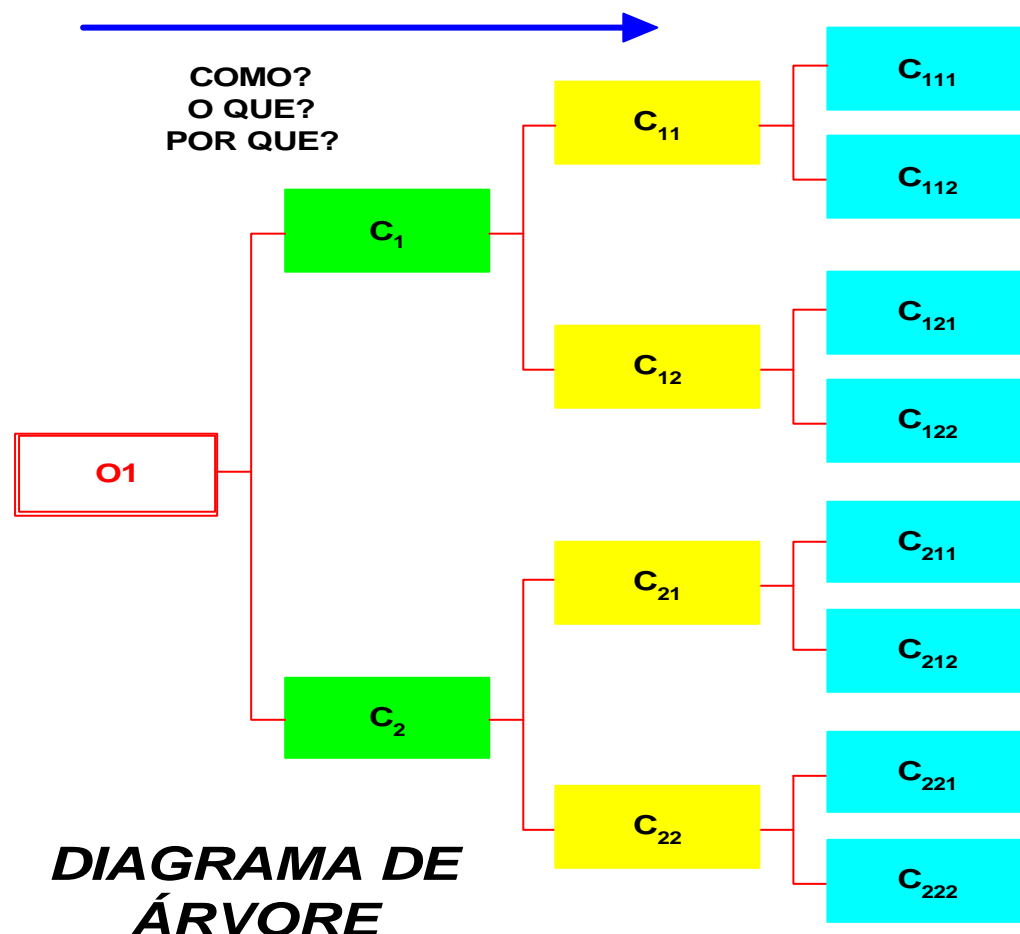 COMO?
O QUE?
POR QUE?
C111
C11
C112
C1
C121
C12
C122
O1
C211
C21
C212
C2
C221
C22
C222
DIAGRAMA DE
ÁRVORE